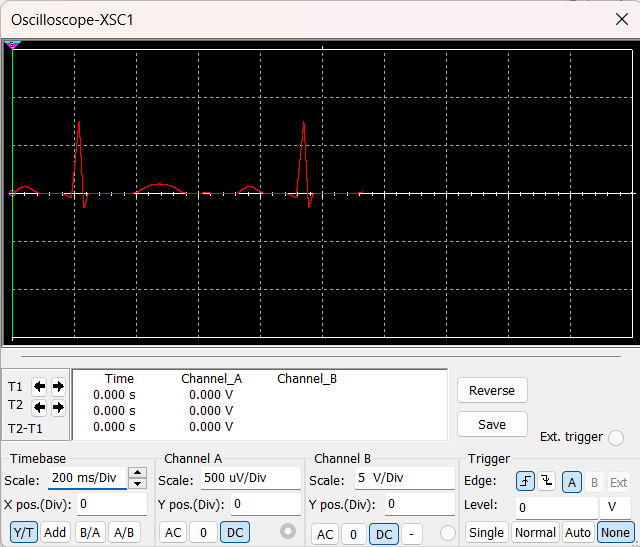 Oscilloscope-XSC1
Time Channel_A Channel_B
T1 0.000 s 0.000 V
T2 0.000 s 0.000 V
T2-T1 0.000 s 0.000 V
Reverse
Save
Ext. trigger
Timebase Channel A Channel B Trigger
Scale: 200 ms/Div Scale: 500 uV/Div Scale: 5 V/Div Edge: A B Ext
X pos.(Div): 0 Y pos.(Div): 0 Y pos.(Div): 0 Level: 0 V
Y/T Add B/A A/B AC 0 DC AC 0 DC - Single Normal Auto None